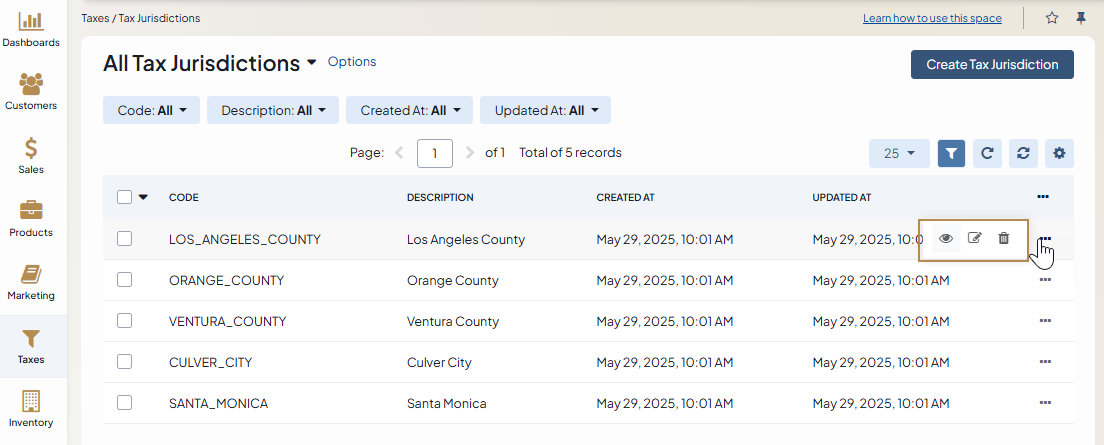 Taxes / Tax Jurisdictions
Learn how to use this space
Dashboards
Customers
Sales
Products
Marketing
Taxes
Inventory
All Tax Jurisdictions Options
Create Tax Jurisdiction
Code: All Description: All Created At: All Updated At: All
Page: 1 of 1 Total of 5 records 25
CODE DESCRIPTION CREATED AT UPDATED AT
LOS_ANGELES_COUNTY Los Angeles County May 29, 2025, 10:01 AM May 29, 2025, 10:0
ORANGE_COUNTY Orange County May 29, 2025, 10:01 AM May 29, 2025, 10:01 AM
VENTURA_COUNTY Ventura County May 29, 2025, 10:01 AM May 29, 2025, 10:01 AM
CULVER_CITY Culver City May 29, 2025, 10:01 AM May 29, 2025, 10:01 AM
SANTA_MONICA Santa Monica May 29, 2025, 10:01 AM May 29, 2025, 10:01 AM